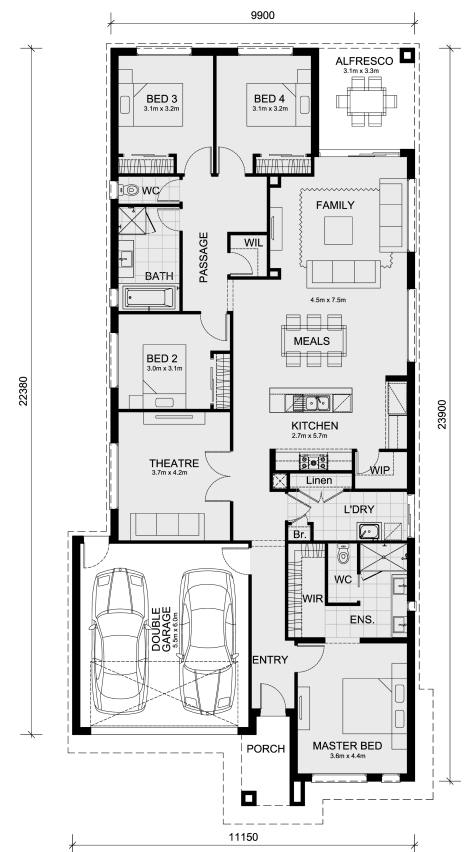 9900
ALFRESCO
3.1m x 3.3m
BED 3
3.1m x 3.2m
BED 4
3.1m x 3.2m
WC
FAMILY
PASSAGE
WIL
BATH
4.5m x 7.5m
MEALS
BED 2
3.0m x 3.1m
22380
23900
KITCHEN
2.7m x 5.7m
THEATRE
3.7m x 4.2m
WIP
Linen
L'DRY
Br.
WC
WIR
DOUBLE
GARAGE
5.5m x 6.0m
ENS.
ENTRY
PORCH
MASTER BED
3.6m x 4.4m
11150